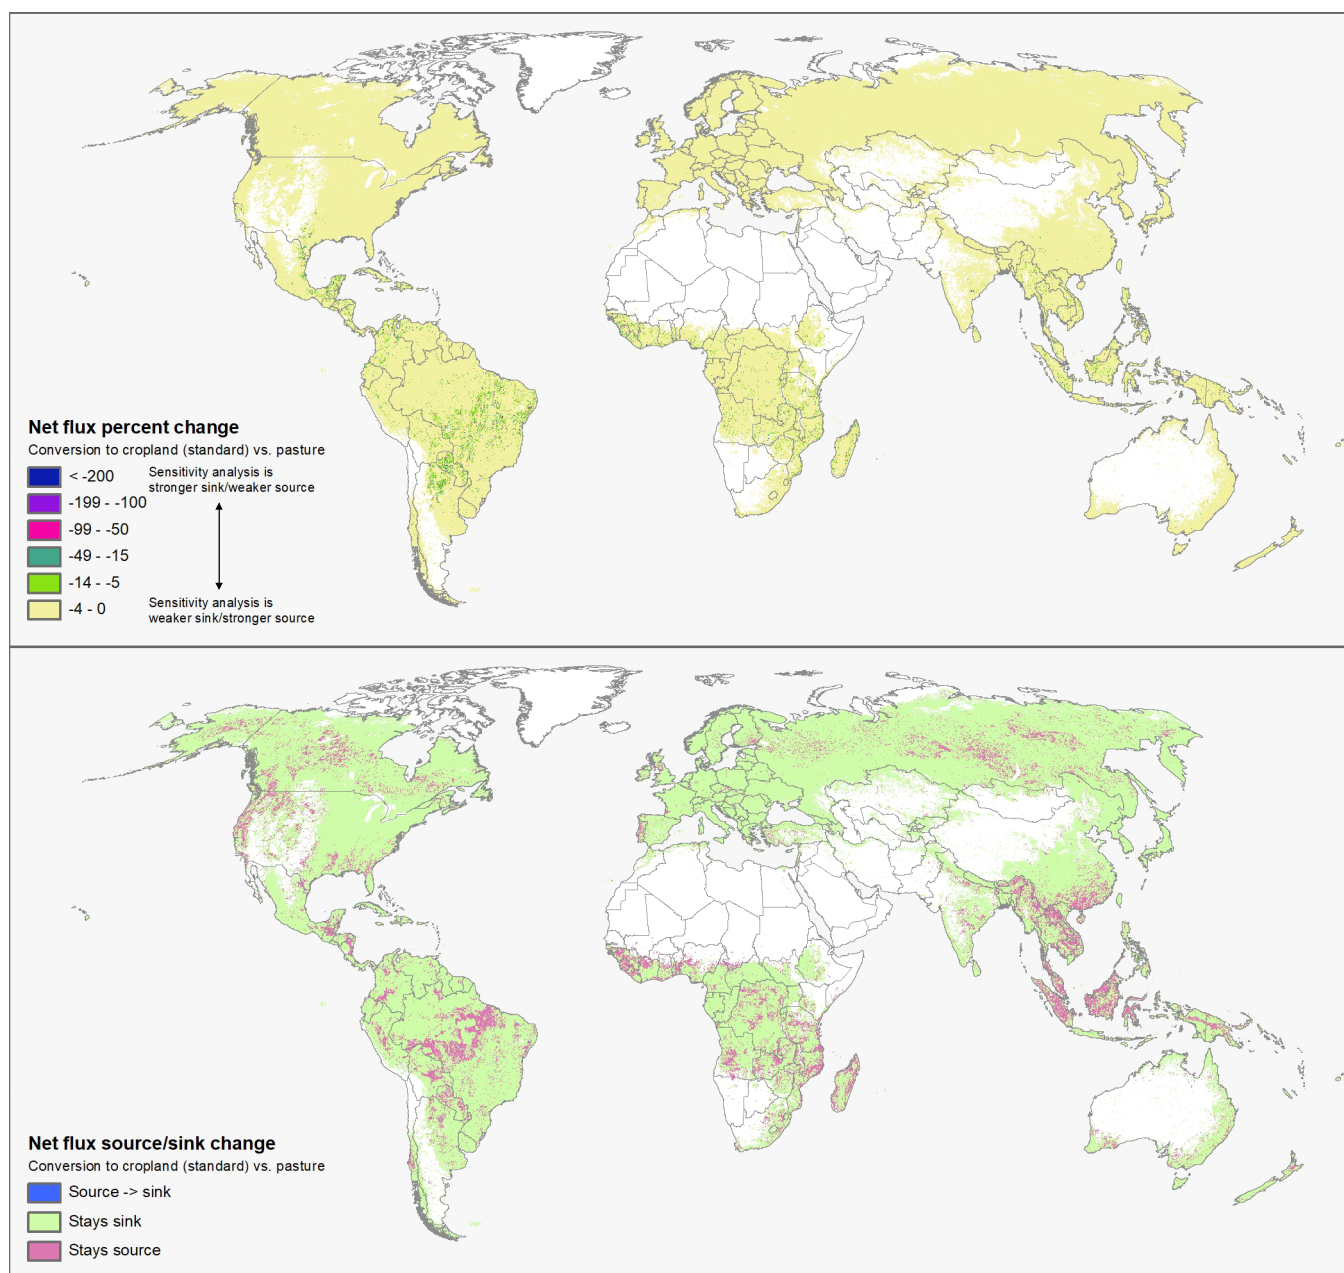 Net flux percent change
Conversion to cropland (standard) vs. pasture
< -200
-199 - -100
-99 - -50
-49 - -15
-14 - -5
-4 - 0
Sensitivity analysis is
stronger sink/weaker source
Sensitivity analysis is
weaker sink/stronger source
Net flux source/sink change
Conversion to cropland (standard) vs. pasture
Source -> sink
Stays sink
Stays source